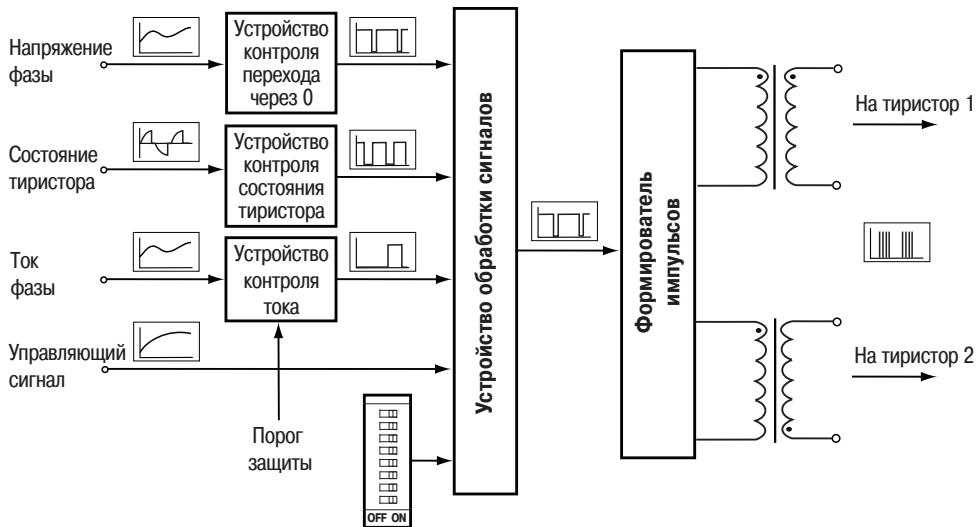 Напряжение
фазы
Устройство
контроля
перехода
через 0
Состояние
тиристора
Устройство
контроля
состояния
тиристора
Ток
фазы
Устройство
контроля
тока
Управляющий
сигнал
Порог
защиты
OFF ON
Устройство обработки сигналов
Формирователь
импульсов
На тиристор 1
На тиристор 2